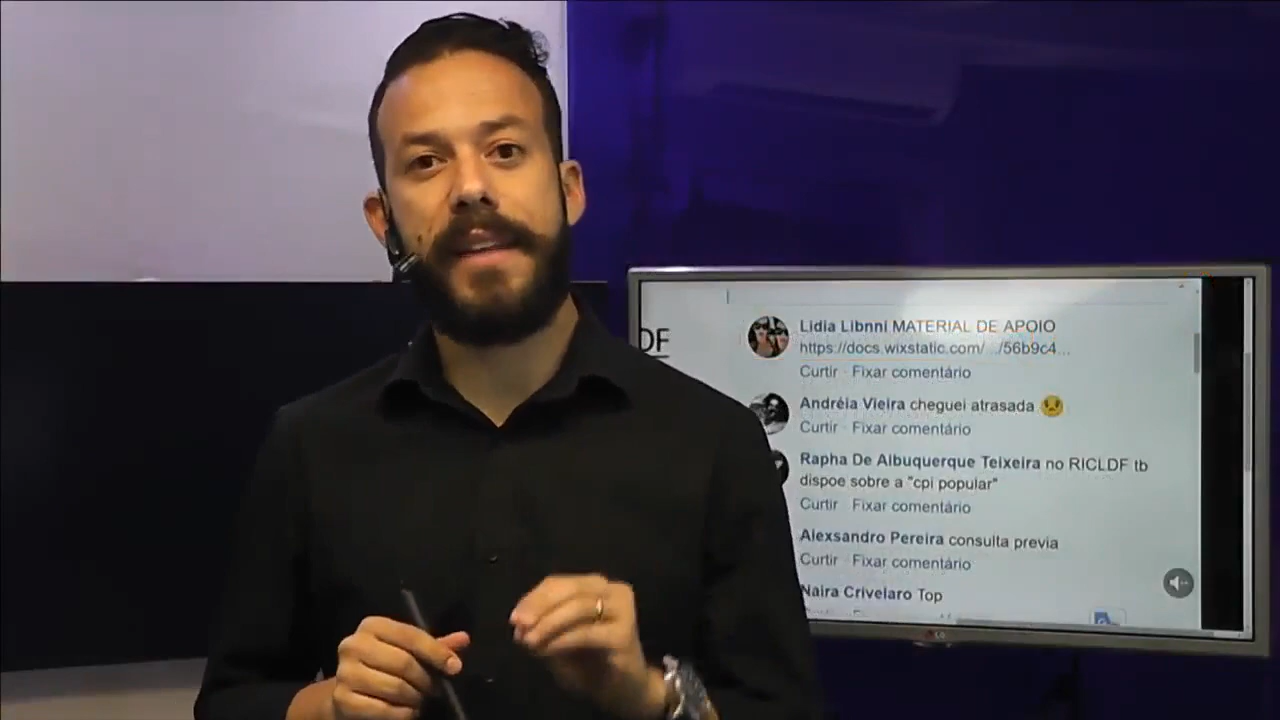 DF
Lidia Libnni MATERIAL DE APOIO
https://docs.wixstatic.com/.../56b9c4...
Curtir · Fixar comentário
Andréia Vieira cheguei atrasada
Curtir · Fixar comentário
Rapha De Albuquerque Teixeira no RICLDF tb
dispoe sobre a "cpi popular"
Curtir · Fixar comentário
Alexsandro Pereira consulta previa
Curtir · Fixar comentário
Naira Crivelaro Top
LG